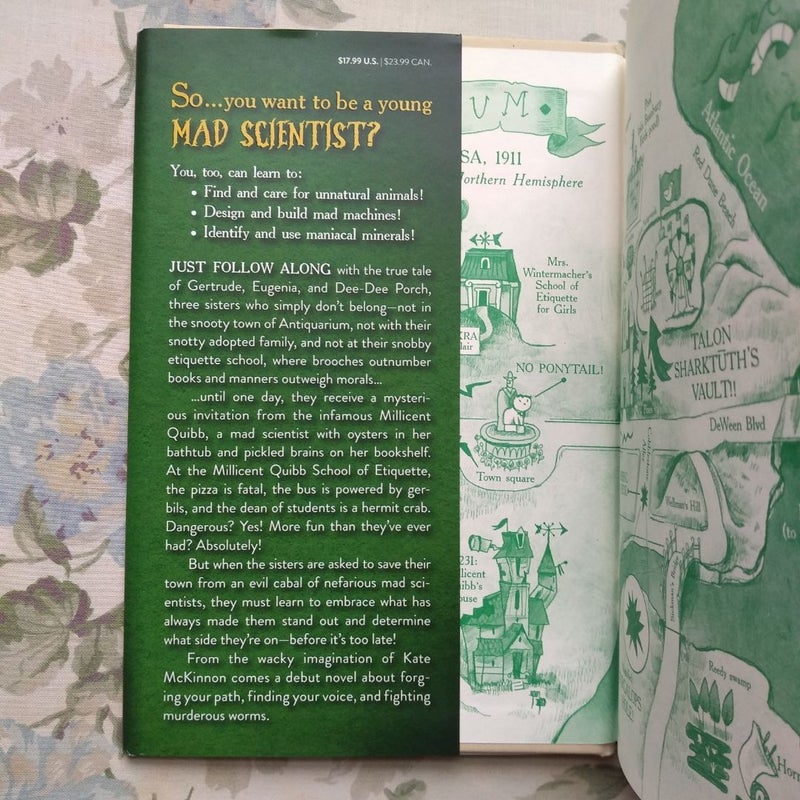 $17.99 U.S. | $23.99 CAN.
So...you want to be a young
MAD SCIENTIST?
You, too, can learn to:
• Find and care for unnatural animals!
• Design and build mad machines!
• Identify and use maniacal minerals!
JUST FOLLOW ALONG with the true tale
of Gertrude, Eugenia, and Dee-Dee Porch,
three sisters who simply don't belong—not in
the snooty town of Antiquarium, not with their
snotty adopted family, and not at their snobby
etiquette school, where brooches outnumber
books and manners outweigh morals...
...until one day, they receive a mysteri-
ous invitation from the infamous Millicent
Quibb, a mad scientist with oysters in her
bathtub and pickled brains on her bookshelf.
At the Millicent Quibb School of Etiquette,
the pizza is fatal, the bus is powered by ger-
bils, and the dean of students is a hermit crab.
Dangerous? Yes! More fun than they've ever
had? Absolutely!
But when the sisters are asked to save their
town from an evil cabal of nefarious mad sci-
entists, they must learn to embrace what has
always made them stand out and determine
what side they're on—before it's too late!
From the wacky imagination of Kate
McKinnon comes a debut novel about forg-
ing your path, finding your voice, and fighting
murderous worms.
UM
SA, 1911
orthern Hemisphere
Mrs.
Wintermacher's
School of
Etiquette
for Girls
NO PONYTAIL!
Town square
231:
licent
ibb's
ouse
Atlantic Ocean
Red Dune Beach
TALON
SHARKTŪTH'S
VAULT!!
DeWeen Blvd
(to
Reedy swamp
Horn